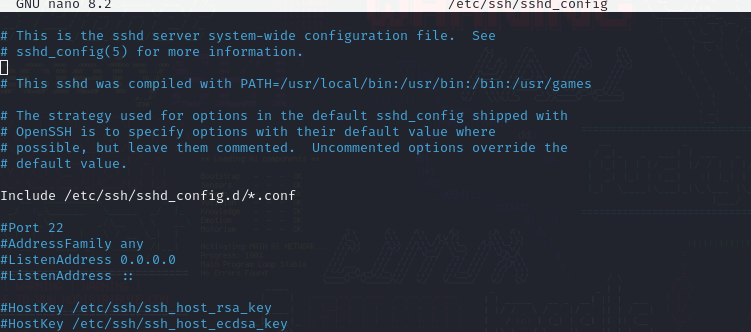 GNU nano 8.2 /etc/ssh/sshd_config
# This is the sshd server system-wide configuration file.  See
# sshd_config(5) for more information.
# This sshd was compiled with PATH=/usr/local/bin:/usr/bin:/bin:/usr/games
# The strategy used for options in the default sshd_config shipped with
# OpenSSH is to specify options with their default value where
# possible, but leave them commented.  Uncommented options override the
# default value.
Include /etc/ssh/sshd_config.d/*.conf
#Port 22
#AddressFamily any
#ListenAddress 0.0.0.0
#ListenAddress ::
#HostKey /etc/ssh/ssh_host_rsa_key
#HostKey /etc/ssh/ssh_host_ecdsa_key